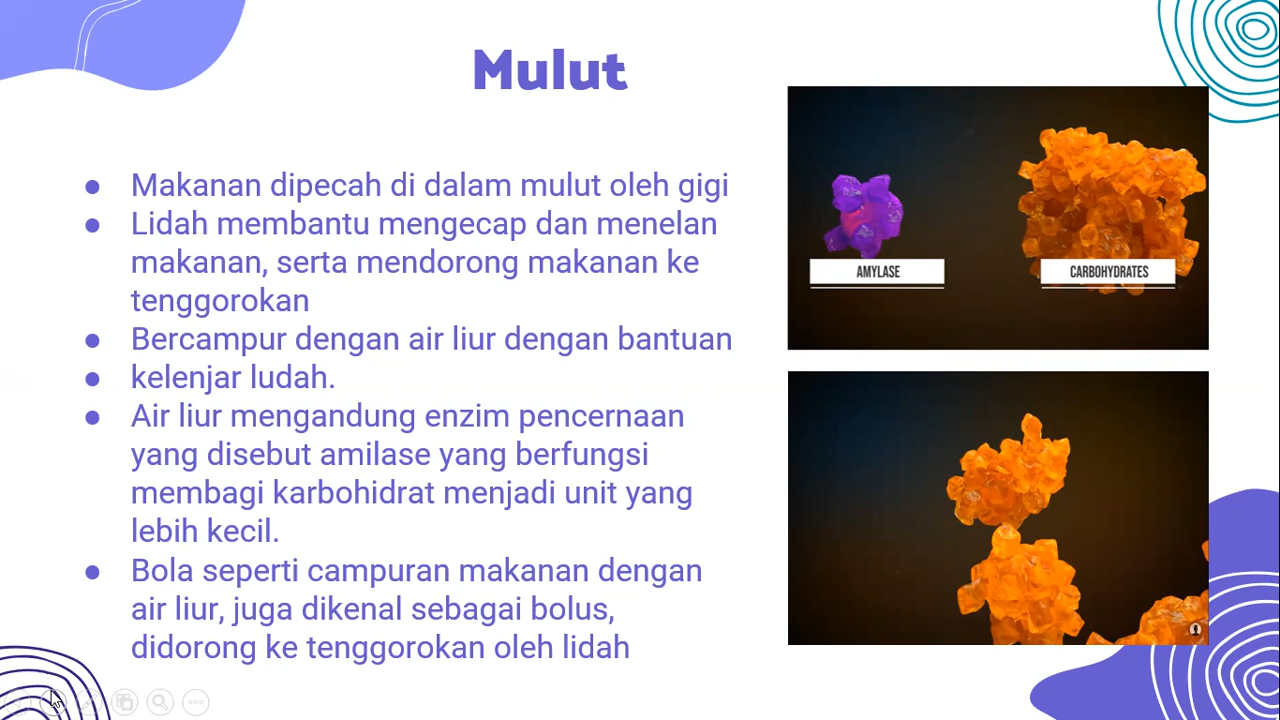 Mulut
● Makanan dipecah di dalam mulut oleh gigi
● Lidah membantu mengecap dan menelan
makanan, serta mendorong makanan ke
tenggorokan
● Bercampur dengan air liur dengan bantuan
● kelenjar ludah.
● Air liur mengandung enzim pencernaan
yang disebut amilase yang berfungsi
membagi karbohidrat menjadi unit yang
lebih kecil.
● Bola seperti campuran makanan dengan
air liur, juga dikenal sebagai bolus,
didorong ke tenggorokan oleh lidah
AMYLASE
CARBOHYDRATES